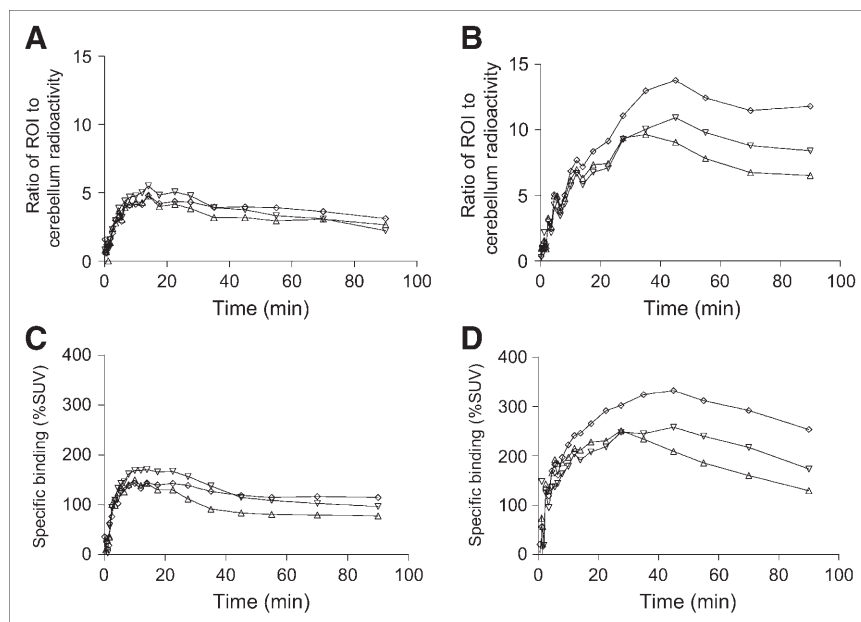 A
15
10
5
0
Ratio of ROI to
cerebellum radioactivity
0 20 40 60 80 100
Time (min)
B
15
10
5
0
Ratio of ROI to
cerebellum radioactivity
0 20 40 60 80 100
Time (min)
C
400
300
200
100
0
Specific binding (%SUV)
0 20 40 60 80 100
Time (min)
D
400
300
200
100
0
Specific binding (%SUV)
0 20 40 60 80 100
Time (min)